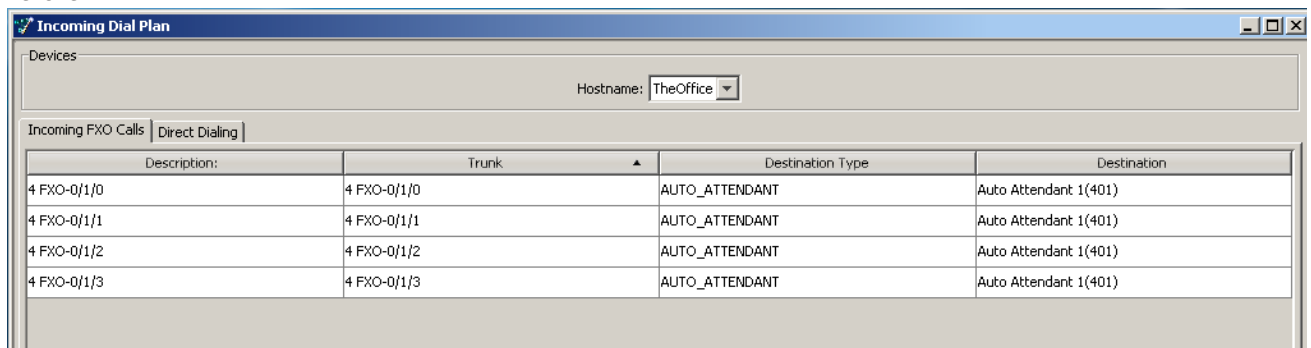 Incoming Dial Plan
Devices
Hostname: TheOffice
Incoming FXO Calls Direct Dialing
Description: Trunk Destination Type Destination
4 FXO-0/1/0 4 FXO-0/1/0 AUTO_ATTENDANT Auto Attendant 1(401)
4 FXO-0/1/1 4 FXO-0/1/1 AUTO_ATTENDANT Auto Attendant 1(401)
4 FXO-0/1/2 4 FXO-0/1/2 AUTO_ATTENDANT Auto Attendant 1(401)
4 FXO-0/1/3 4 FXO-0/1/3 AUTO_ATTENDANT Auto Attendant 1(401)